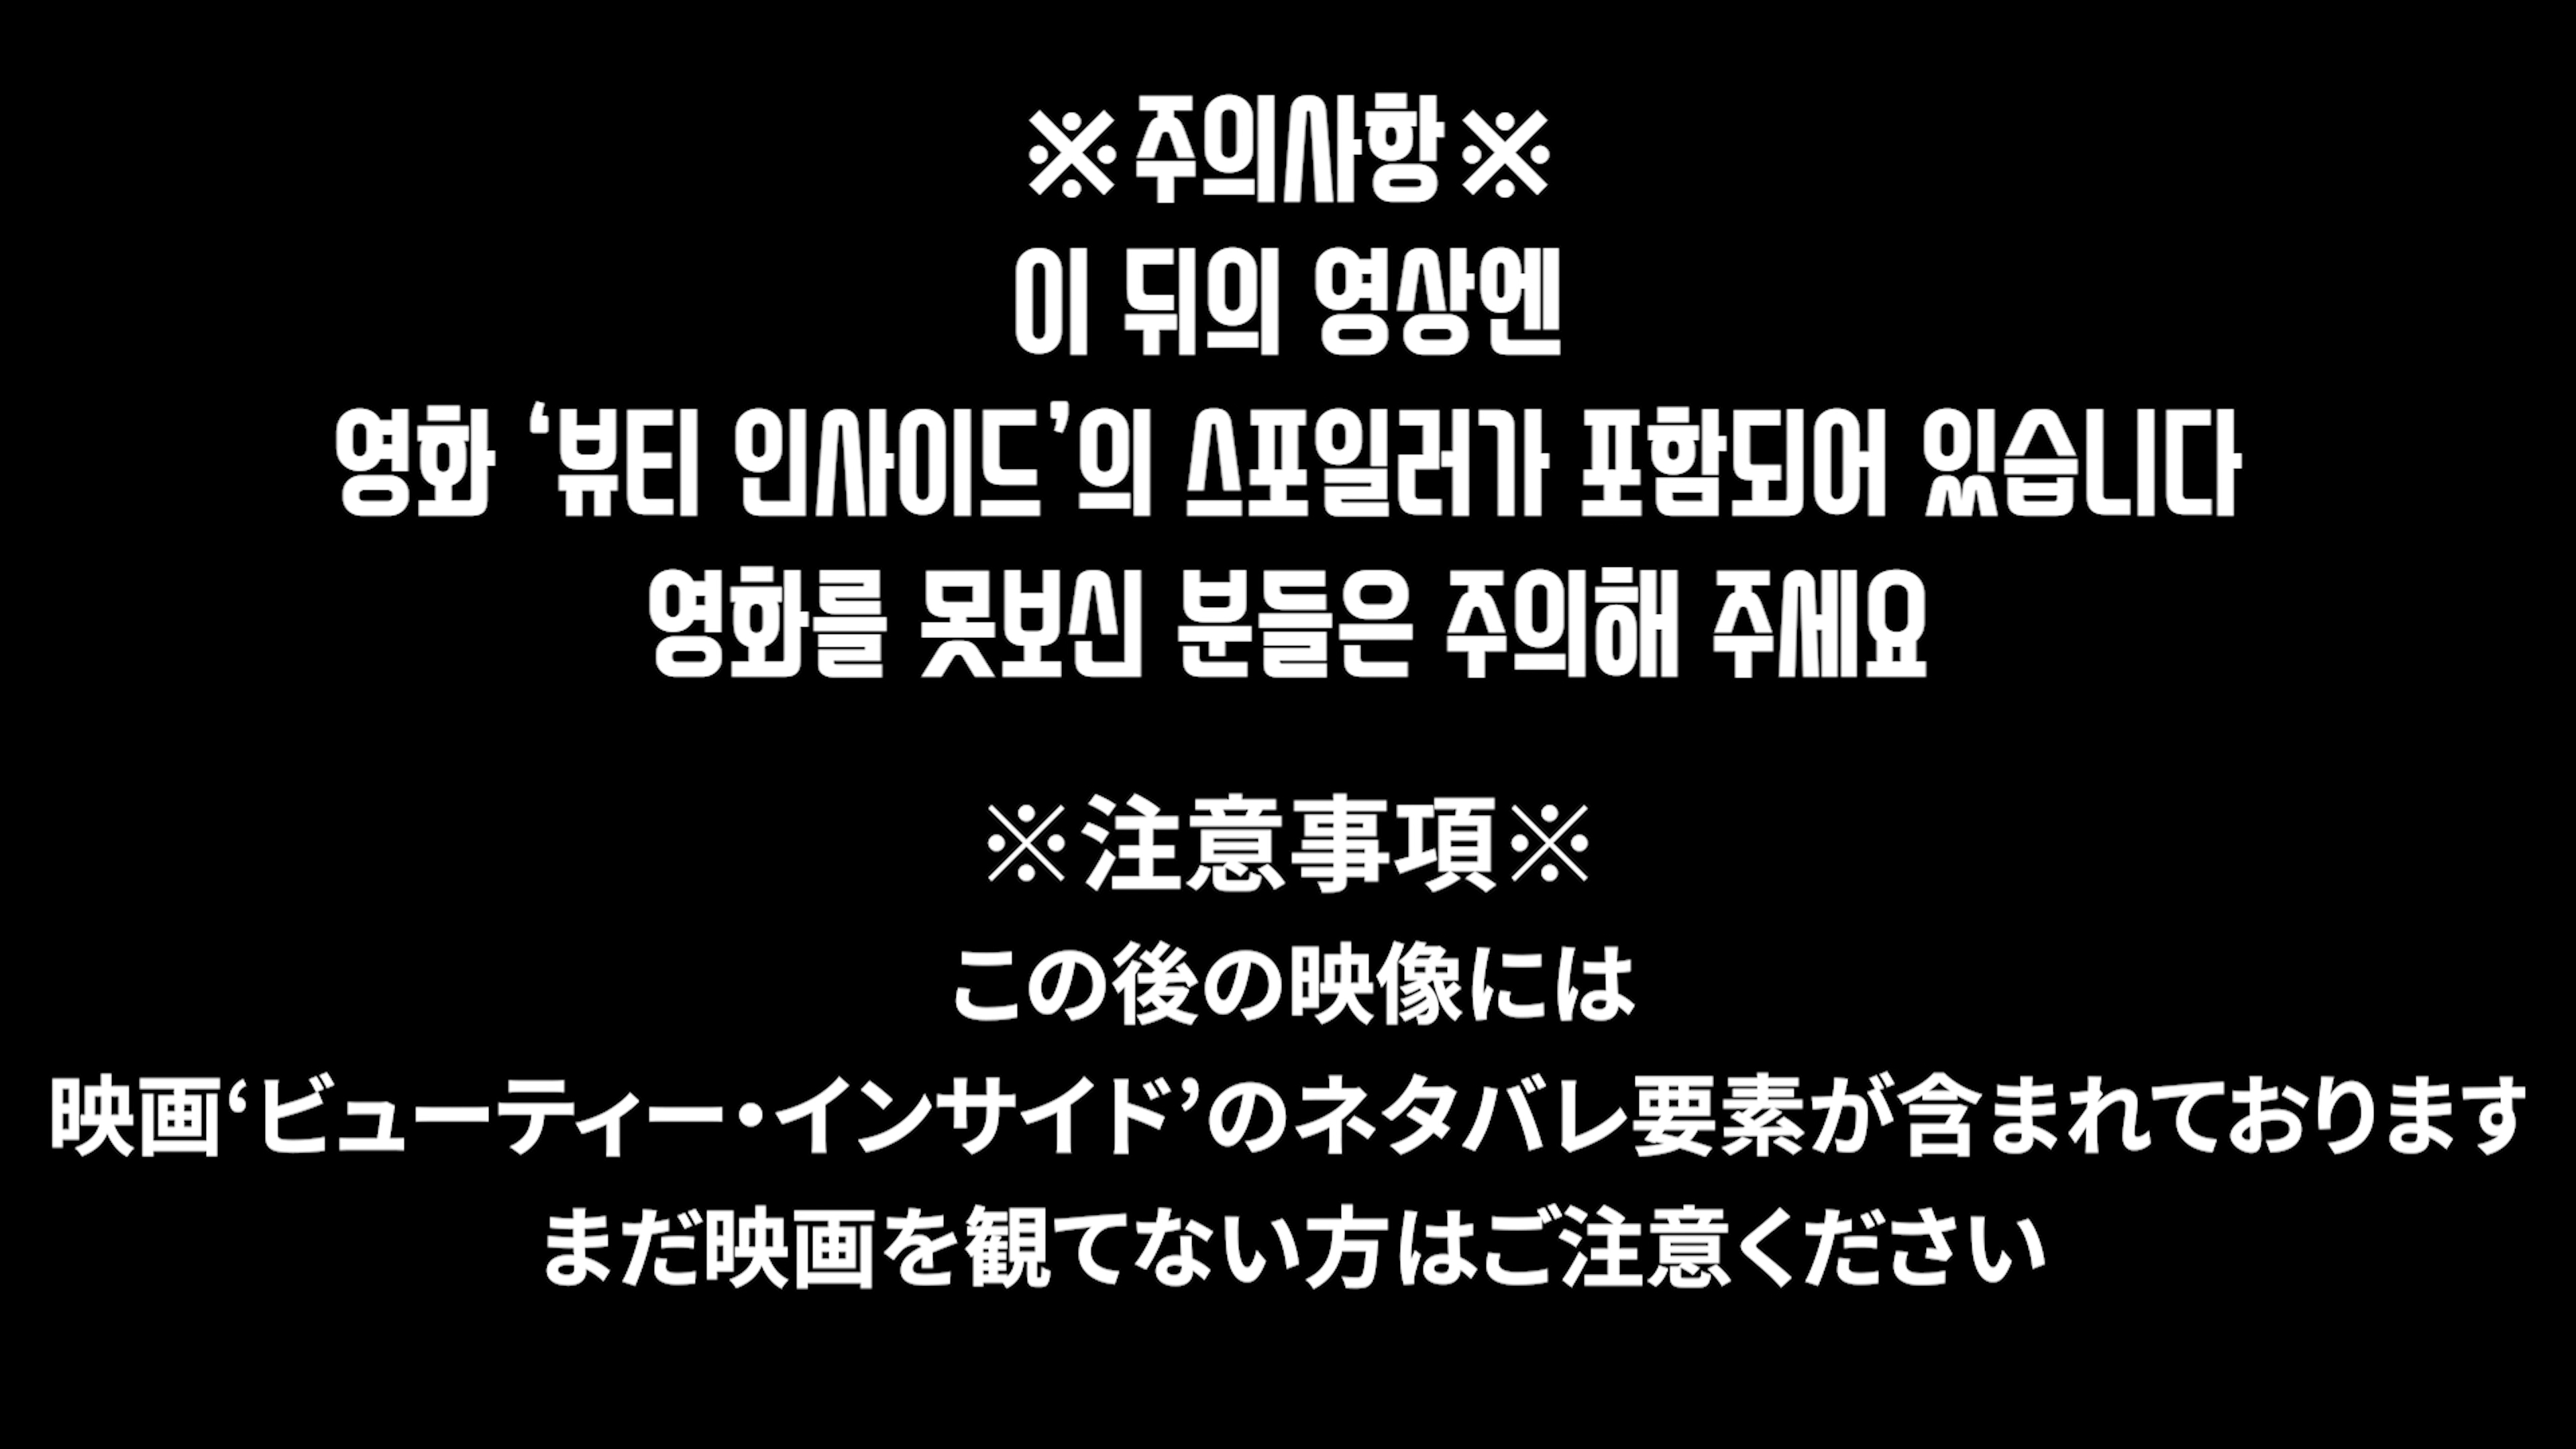 ※주의사항※
이 뒤의 영상엔
영화 ‘뷰티 인사이드’의 스포일러가 포함되어 있습니다
영화를 못보신 분들은 주의해 주세요
※注意事項※
この後の映像には
映画‘ビューティー・インサイド’のネタバレ要素が含まれております
まだ映画を観てない方はご注意ください